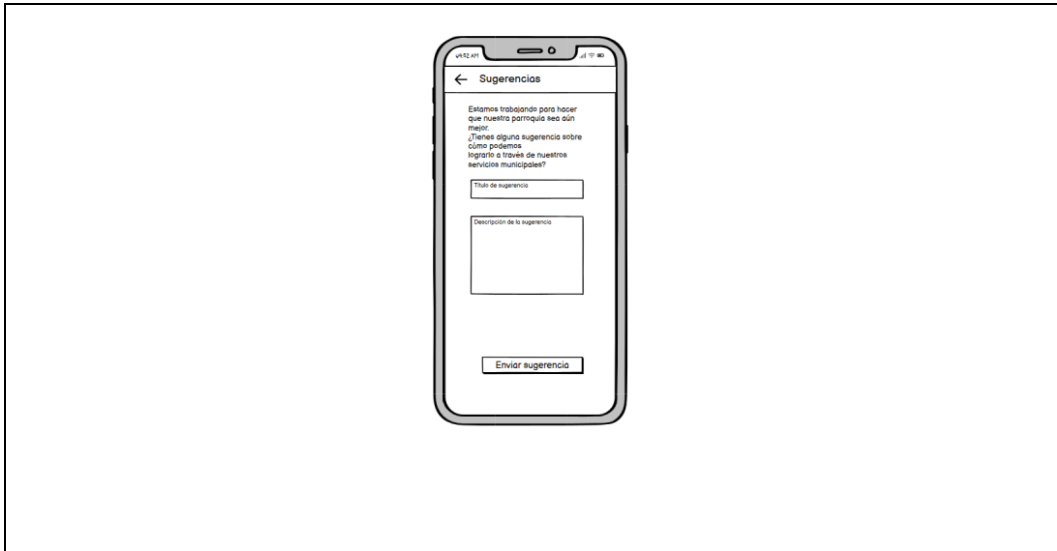 Sugerencias
Estamos trabajando para hacer
que nuestra parroquia sea aún
mejor.
¿Tienes alguna sugerencia sobre
cómo podemos
lograrlo a través de nuestros
servicios municipales?
Título de sugerencia
Descripción de la sugerencia
Enviar sugerencia